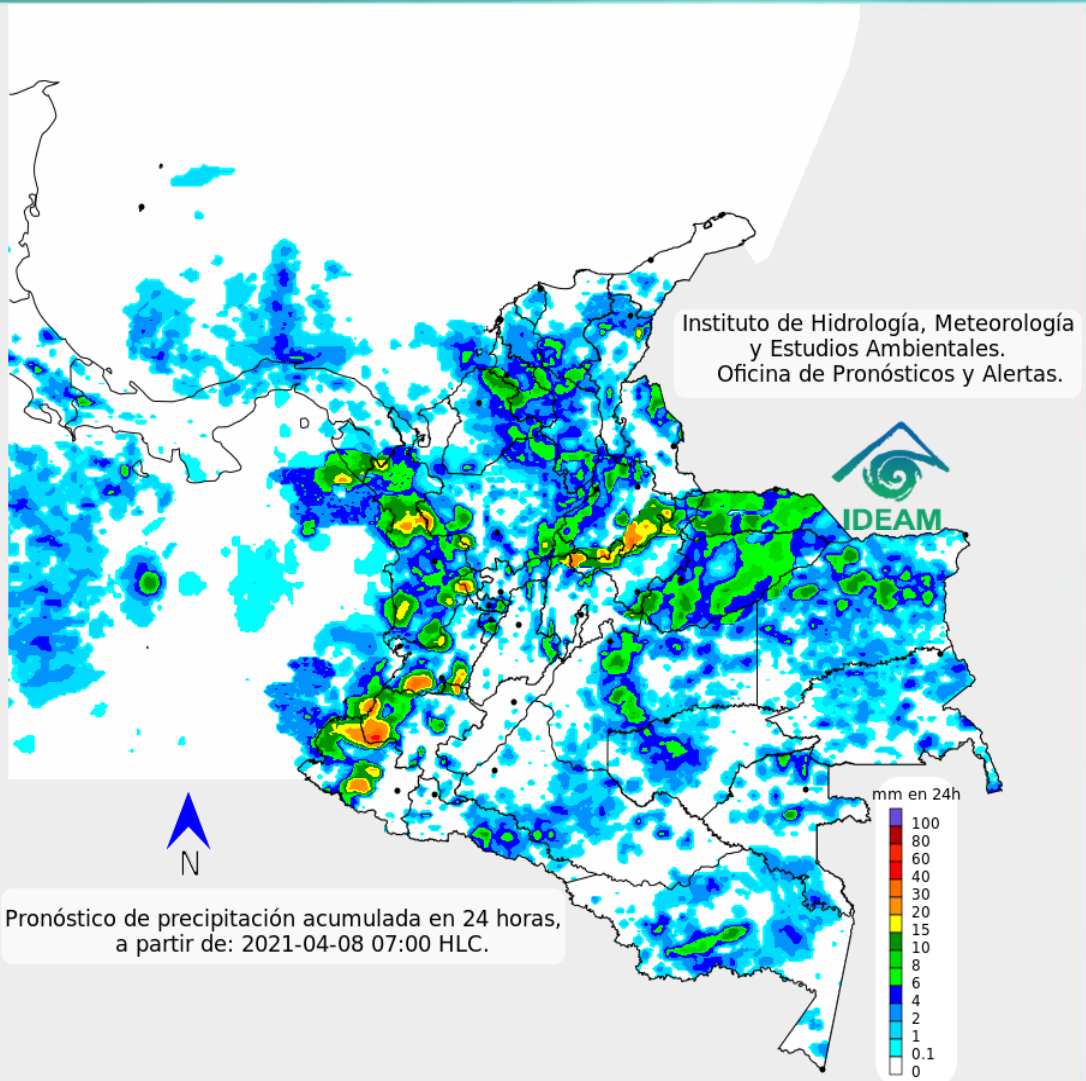 Instituto de Hidrología, Meteorología
y Estudios Ambientales.
Oficina de Pronósticos y Alertas.
IDEAM
mm en 24h
100
80
60
40
30
20
15
10
8
6
4
2
1
0.1
0
N
Pronóstico de precipitación acumulada en 24 horas,
a partir de: 2021-04-08 07:00 HLC.